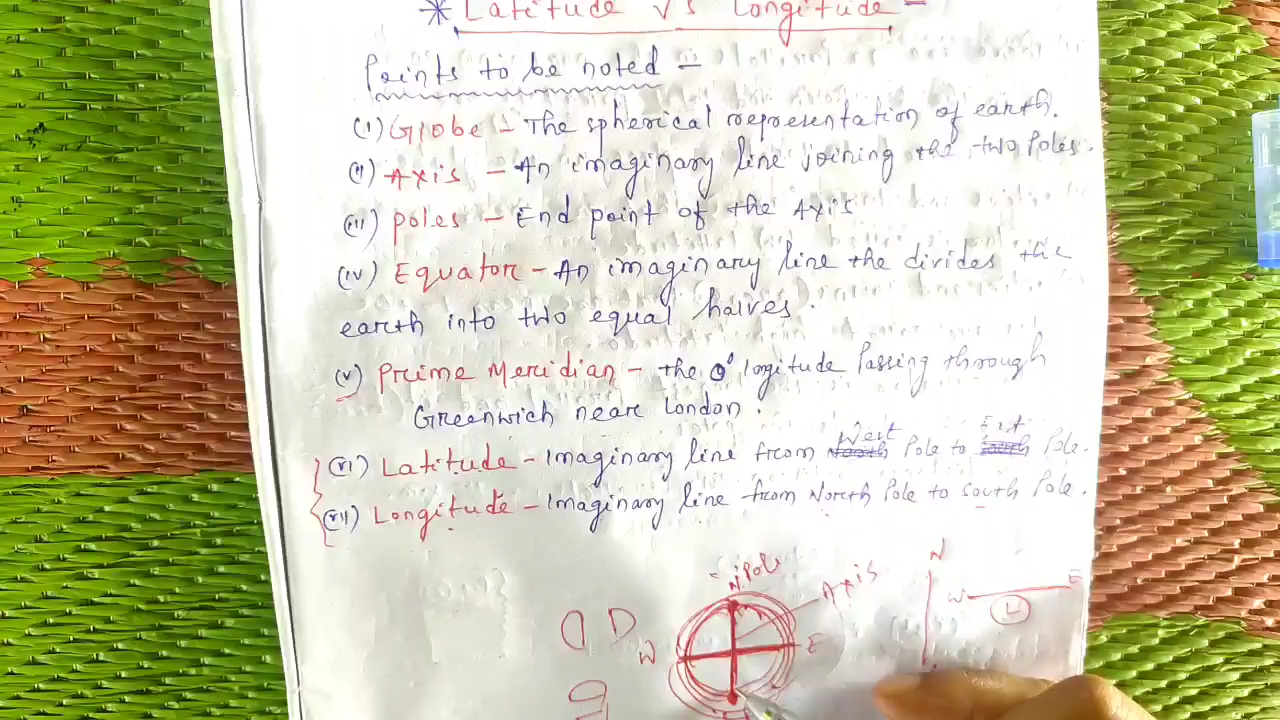 * Latitude Vs Longitude -
Points to be noted -
(i) Globe - The spherical representation of earth.
(ii) Axis - An imaginary line joining the two Poles.
(iii) poles - End point of the Axis
(iv) Equator - An imaginary line the divides the
earth into two equal halves.
(v) Prime Meridian - the 0° logitude Passing through
Greenwich near London.
(vi) Latitude - Imaginary line from West Pole to Est Pole.
(vii) Longitude - Imaginary line from North Pole to South Pole.
N Pole
Axis
W
E
N
W
E
L